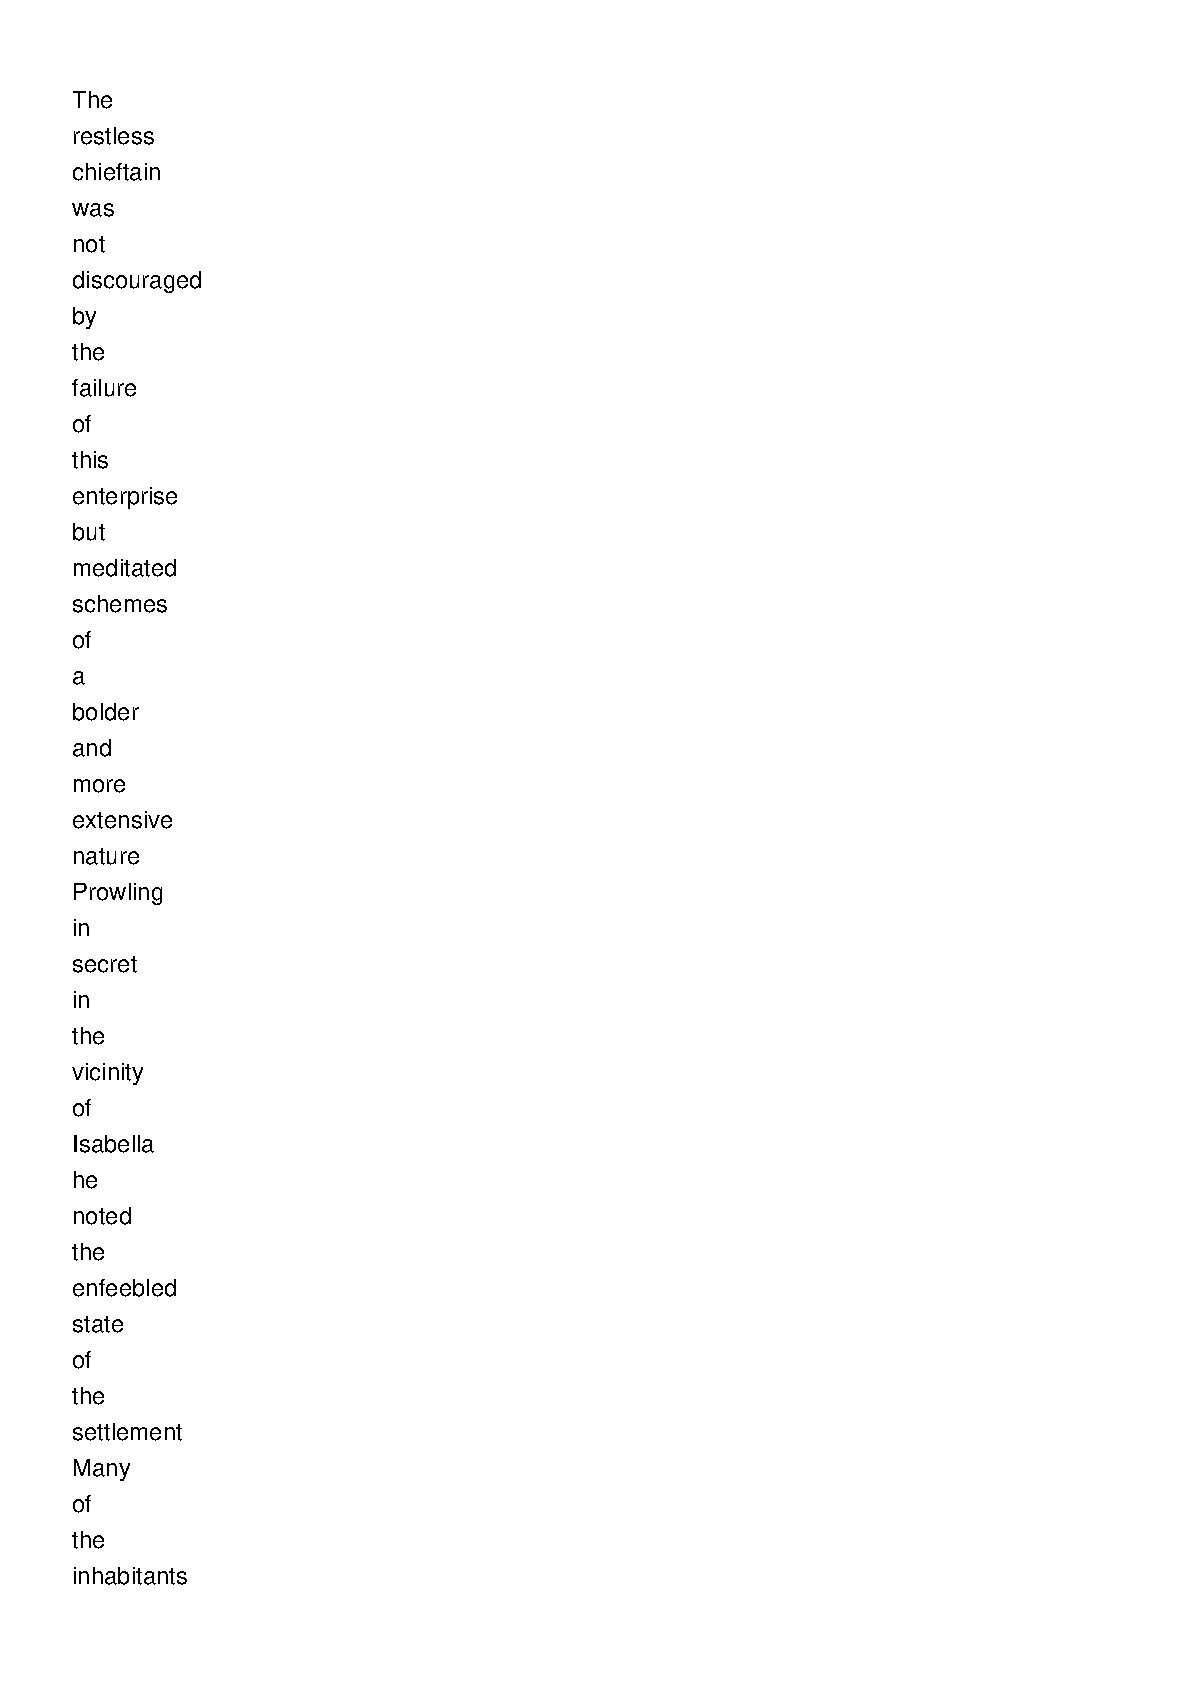 The
restless
chieftain
was
not
discouraged
by
the
failure
of
this
enterprise
but
meditated
schemes
of
a
bolder
and
more
extensive
nature
Prowling
in
secret
in
the
vicinity
of
Isabella
he
noted
the
enfeebled
state
of
the
settlement
Many
of
the
inhabitants